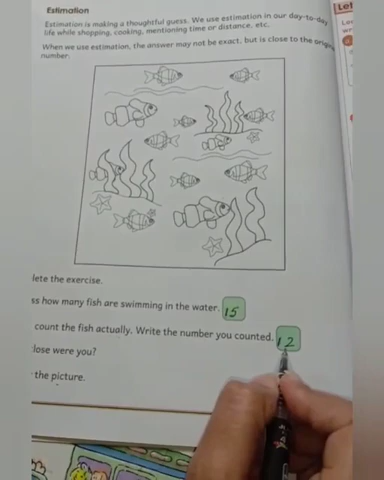 Estimation
Estimation is making a thoughtful guess. We use estimation in our day-to-day
life while shopping, cooking, mentioning time or distance, etc.
When we use estimation, the answer may not be exact, but is close to the
number.
Let
lete the exercise.
ss how many fish are swimming in the water. 15
count the fish actually. Write the number you counted. 12
lose were you?
the picture.